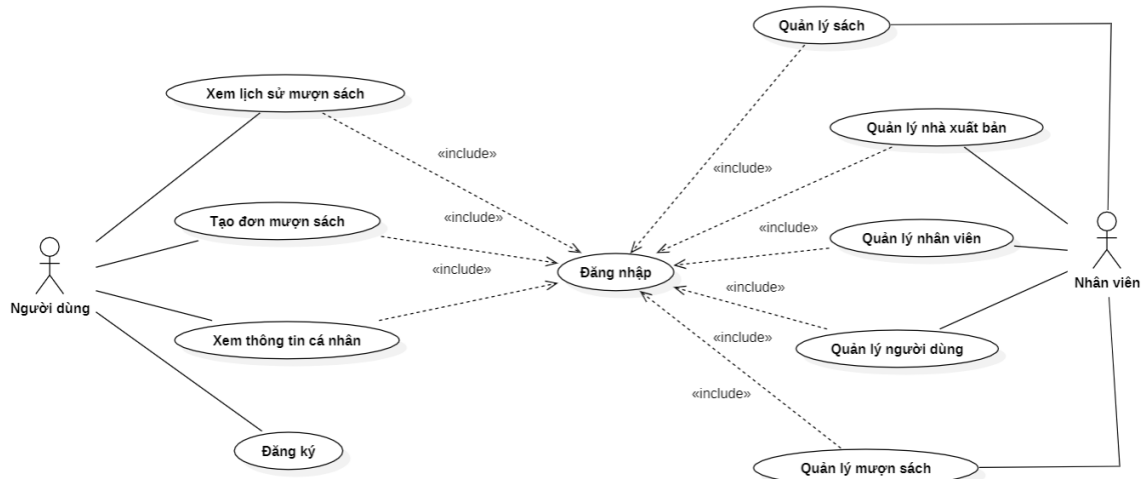 Quản lý sách
Xem lịch sử mượn sách
Quản lý nhà xuất bản
«include»
«include»
Tạo đơn mượn sách
«include»
«include»
Quản lý nhân viên
Đăng nhập
«include»
«include»
Người dùng
Nhân viên
Xem thông tin cá nhân
«include»
Quản lý người dùng
«include»
Đăng ký
Quản lý mượn sách